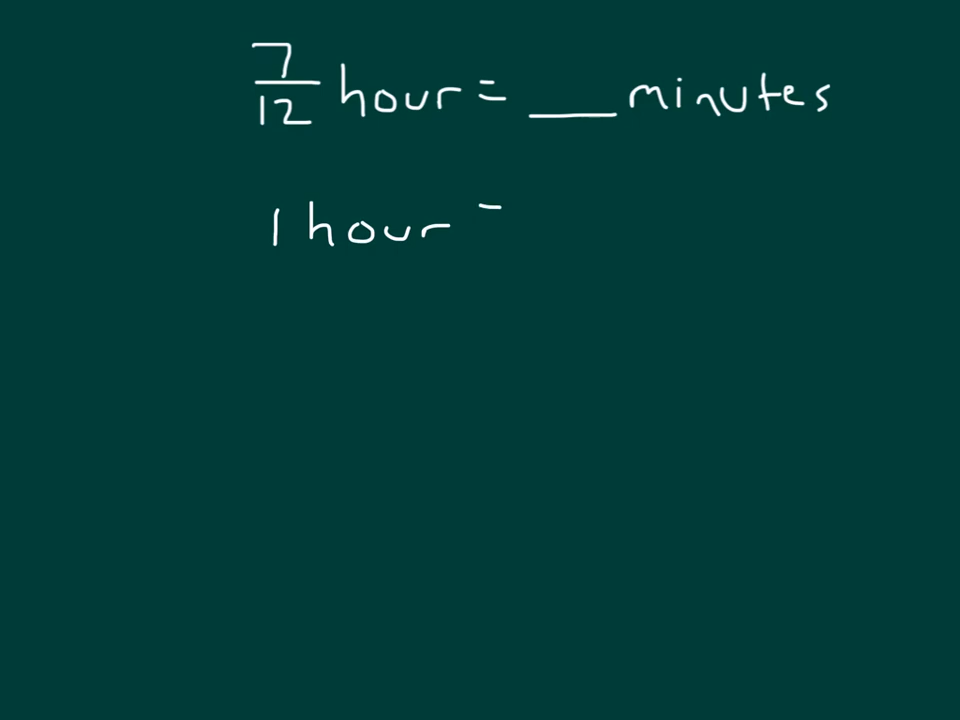 7/12 hour = ___ minutes
1 hour -